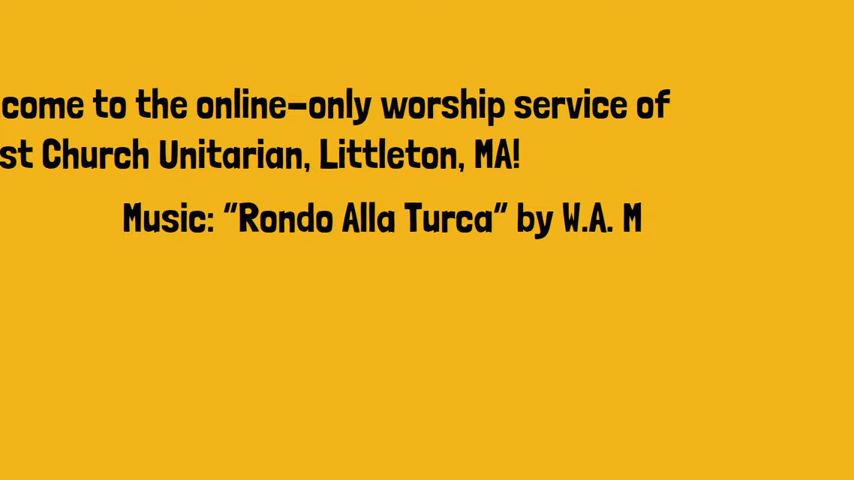 come to the online-only worship service of
st Church Unitarian, Littleton, MA!
Music: "Rondo Alla Turca" by W.A. M